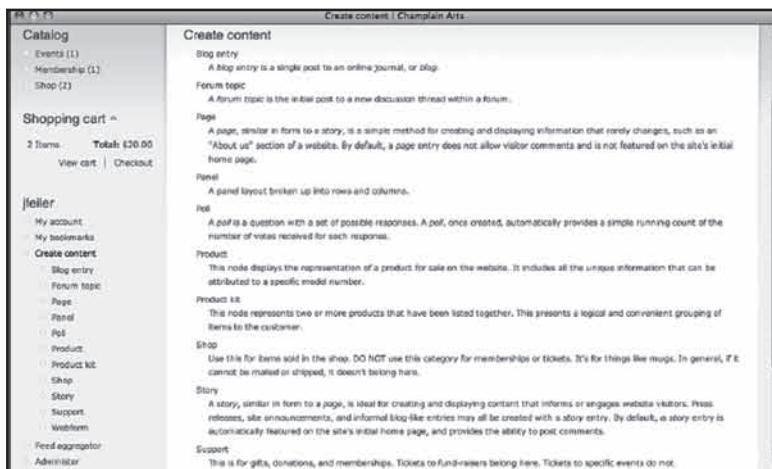 Create content | Champlain Arts
Catalog
Events (1)
Membership (1)
Shop (2)
Shopping cart
2 Items Total: £20.00
View cart | Checkout
jfeiler
My account
My bookmarks
Create content
Blog entry
Forum topic
Page
Panel
Poll
Product
Product kit
Shop
Story
Support
Webform
Feed aggregator
Administer
Create content
Blog entry
A blog entry is a single post to an online journal, or blog.
Forum topic
A forum topic is the initial post to a new discussion thread within a forum.
Page
A page, similar in form to a story, is a simple method for creating and displaying information that rarely changes, such as an
"About us" section of a website. By default, a page entry does not allow visitor comments and is not featured on the site's initial
home page.
Panel
A panel layout broken up into rows and columns.
Poll
A poll is a question with a set of possible responses. A poll, once created, automatically provides a simple running count of the
number of votes received for each response.
Product
This node displays the representation of a product for sale on the website. It includes all the unique information that can be
attributed to a specific model number.
Product kit
This node represents two or more products that have been listed together. This presents a logical and convenient grouping of
items to the customer.
Shop
Use this for items sold in the shop. DO NOT use this category for memberships or tickets. It's for things like mugs. In general, if it
cannot be mailed or shipped, it doesn't belong here.
Story
A story, similar in form to a page, is ideal for creating and displaying content that informs or engages website visitors. Press
releases, site announcements, and informal blog-like entries may all be created with a story entry. By default, a story entry is
automatically featured on the site's initial home page, and provides the ability to post comments.
Support
This is for gifts, donations, and memberships. Tickets to fund-raisers belong here. Tickets to specific events do not.